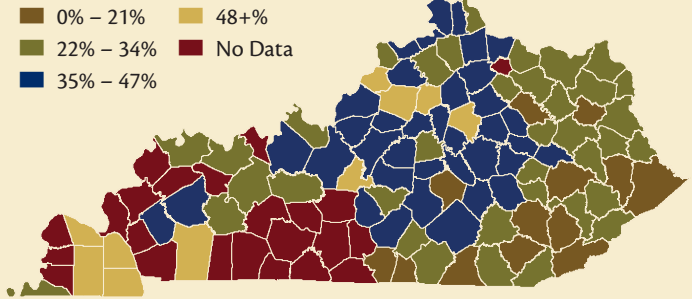 0% – 21%
22% – 34%
35% – 47%
48+%
No Data